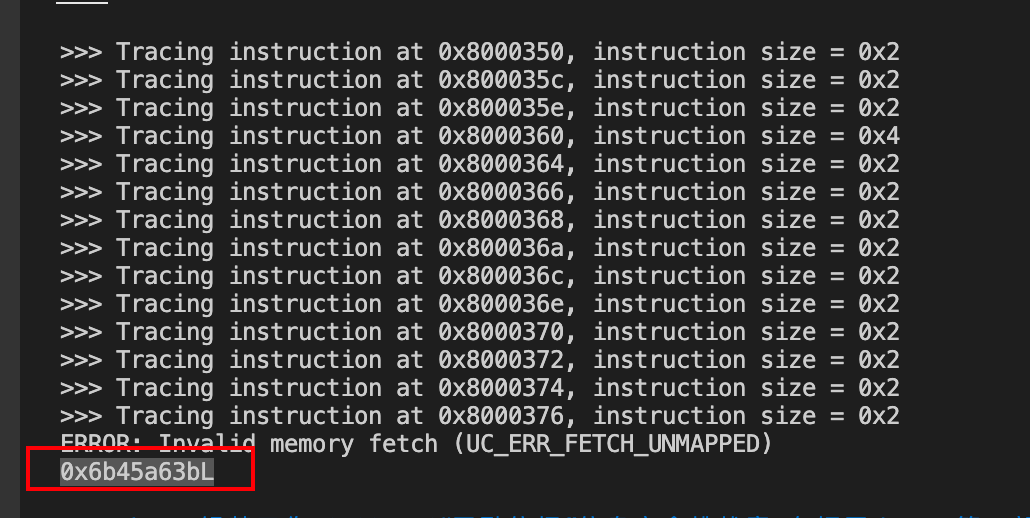 >>> Tracing instruction at 0x8000350, instruction size = 0x2
>>> Tracing instruction at 0x800035c, instruction size = 0x2
>>> Tracing instruction at 0x800035e, instruction size = 0x2
>>> Tracing instruction at 0x8000360, instruction size = 0x4
>>> Tracing instruction at 0x8000364, instruction size = 0x2
>>> Tracing instruction at 0x8000366, instruction size = 0x2
>>> Tracing instruction at 0x8000368, instruction size = 0x2
>>> Tracing instruction at 0x800036a, instruction size = 0x2
>>> Tracing instruction at 0x800036c, instruction size = 0x2
>>> Tracing instruction at 0x800036e, instruction size = 0x2
>>> Tracing instruction at 0x8000370, instruction size = 0x2
>>> Tracing instruction at 0x8000372, instruction size = 0x2
>>> Tracing instruction at 0x8000374, instruction size = 0x2
>>> Tracing instruction at 0x8000376, instruction size = 0x2
ERROR: Invalid memory fetch (UC_ERR_FETCH_UNMAPPED)
0x6b45a63bL